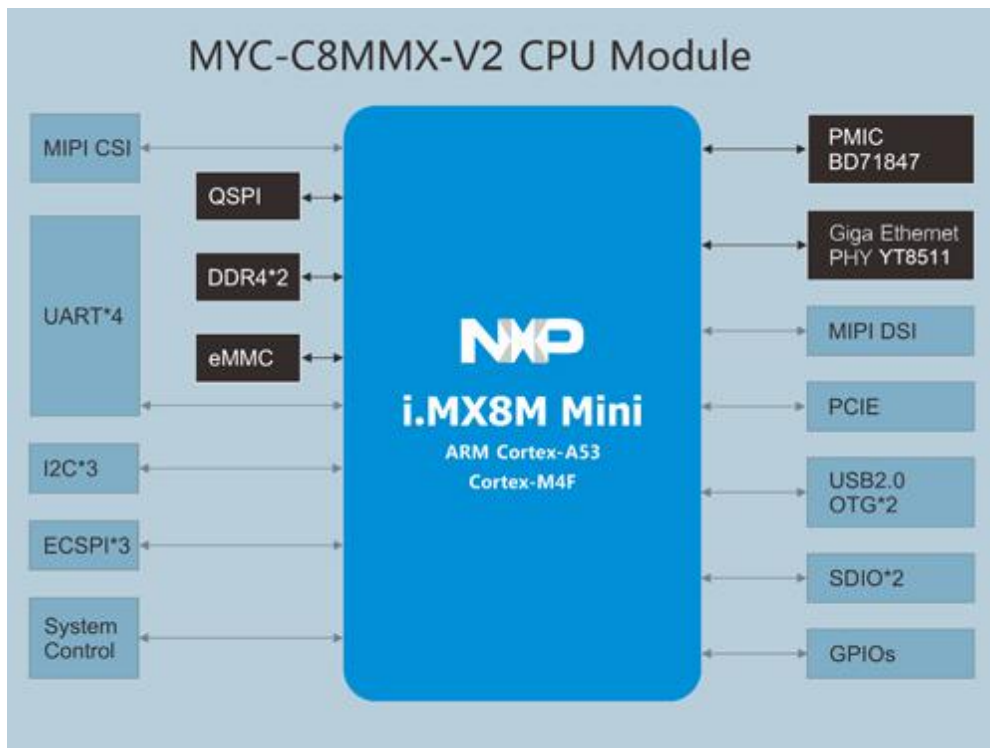 MYC-C8MMX-V2 CPU Module
MIPI CSI
QSPI
DDR4*2
UART*4
eMMC
I2C*3
ECSPI*3
System
Control
NXP
i.MX8M Mini
ARM Cortex-A53
Cortex-M4F
PMIC
BD71847
Giga Ethernet
PHY YT8511
MIPI DSI
PCIE
USB2.0
OTG*2
SDIO*2
GPIOs